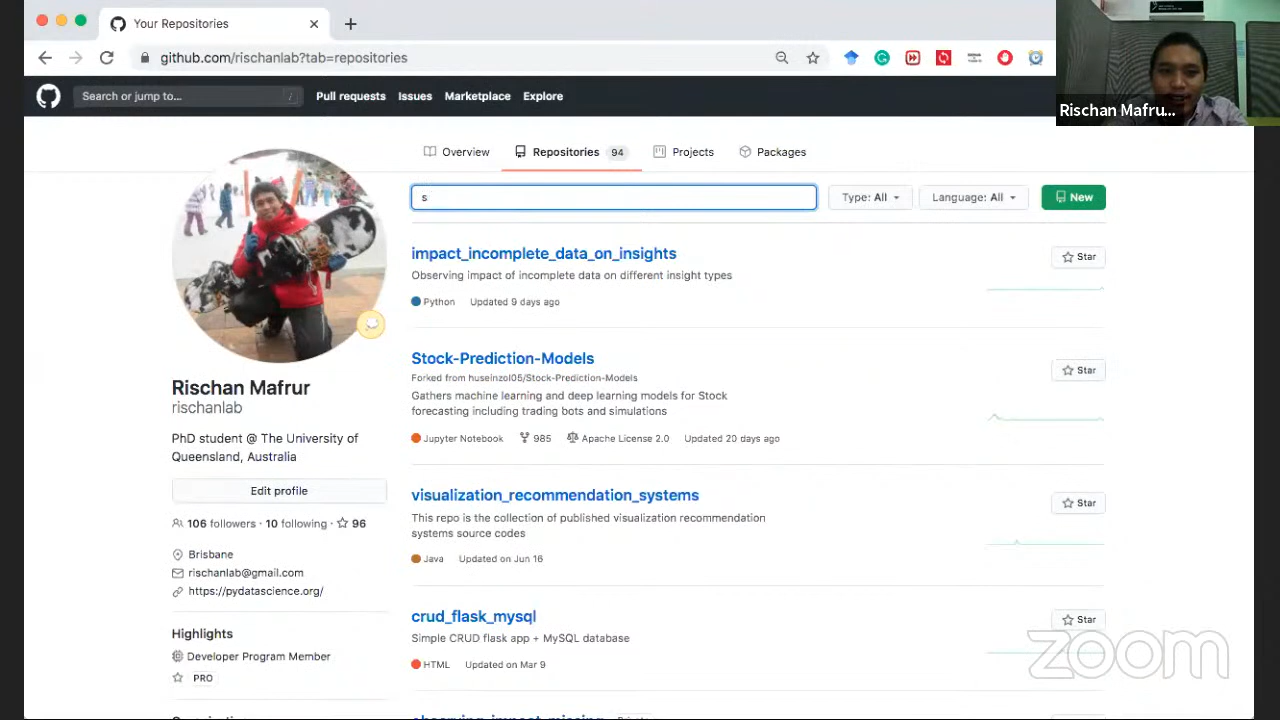 Your Repositories
github.com/rischanlab?tab=repositories
Rischan Mafru...
Search or jump to... /
Pull requests Issues Marketplace Explore
Overview Repositories 94 Projects Packages
s
Type: All Language: All New
impact_incomplete_data_on_insights
Star
Observing impact of incomplete data on different insight types
Python Updated 9 days ago
Stock-Prediction-Models
Star
Forked from huseinzol05/Stock-Prediction-Models
Gathers machine learning and deep learning models for Stock
forecasting including trading bots and simulations
Jupyter Notebook 985 Apache License 2.0 Updated 20 days ago
visualization_recommendation_systems
Star
This repo is the collection of published visualization recommendation
systems source codes
Java Updated on Jun 16
crud_flask_mysql
Star
Simple CRUD flask app + MySQL database
HTML Updated on Mar 9
Rischan Mafrur
rischanlab
PhD student @ The University of
Queensland, Australia
Edit profile
106 followers · 10 following · 96
Brisbane
rischanlab@gmail.com
https://pydatascience.org/
Highlights
Developer Program Member
PRO
zoom